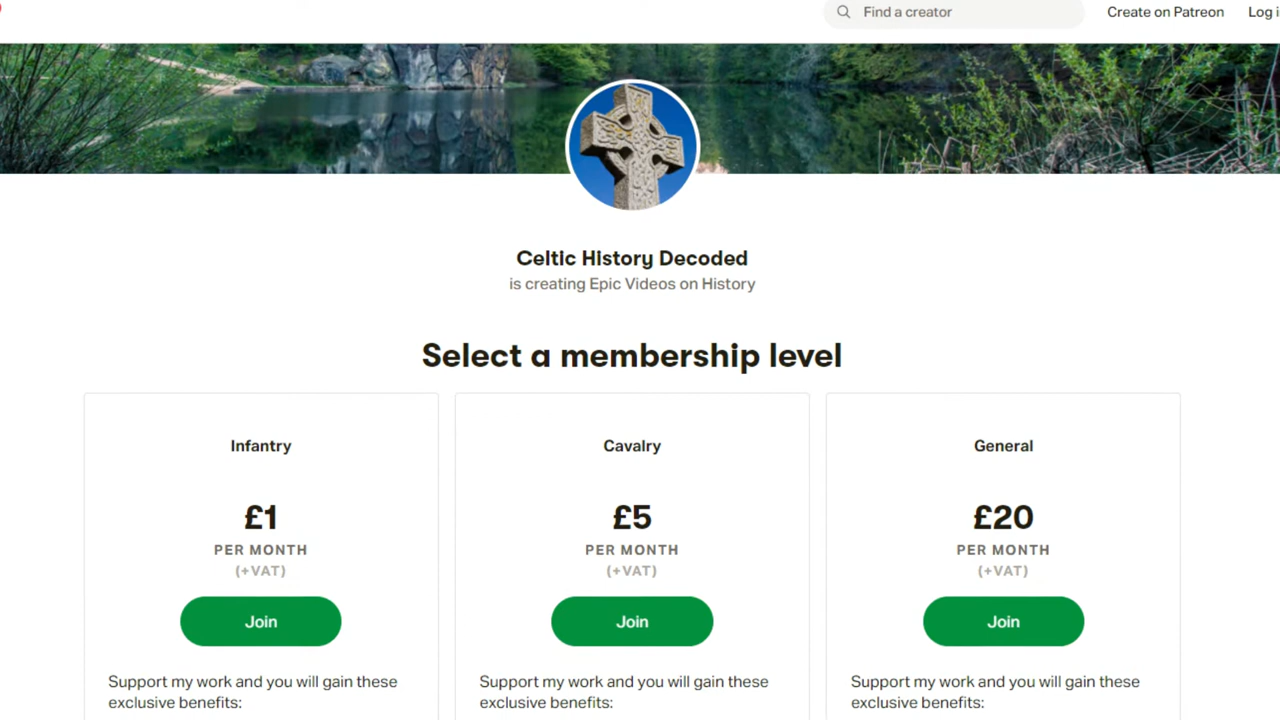 Find a creator
Create on Patreon
Log
Celtic History Decoded
is creating Epic Videos on History
Select a membership level
Infantry
£1
PER MONTH
(+VAT)
Join
Support my work and you will gain these
exclusive benefits:
Cavalry
£5
PER MONTH
(+VAT)
Join
Support my work and you will gain these
exclusive benefits:
General
£20
PER MONTH
(+VAT)
Join
Support my work and you will gain these
exclusive benefits: